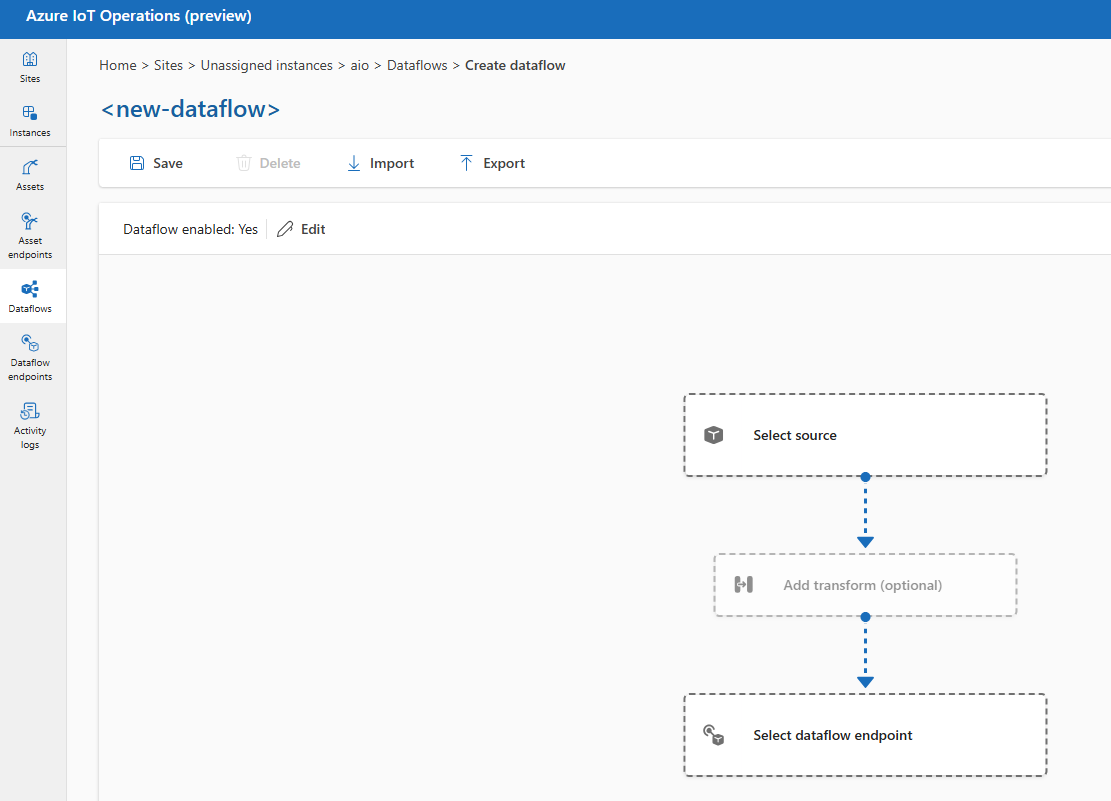 Azure IoT Operations (preview)
Sites
Instances
Assets
Asset
endpoints
Dataflows
Dataflow
endpoints
Activity
logs
Home > Sites > Unassigned instances > aio > Dataflows > Create dataflow
<new-dataflow>
Save Delete Import Export
Dataflow enabled: Yes Edit
Select source
Add transform (optional)
Select dataflow endpoint